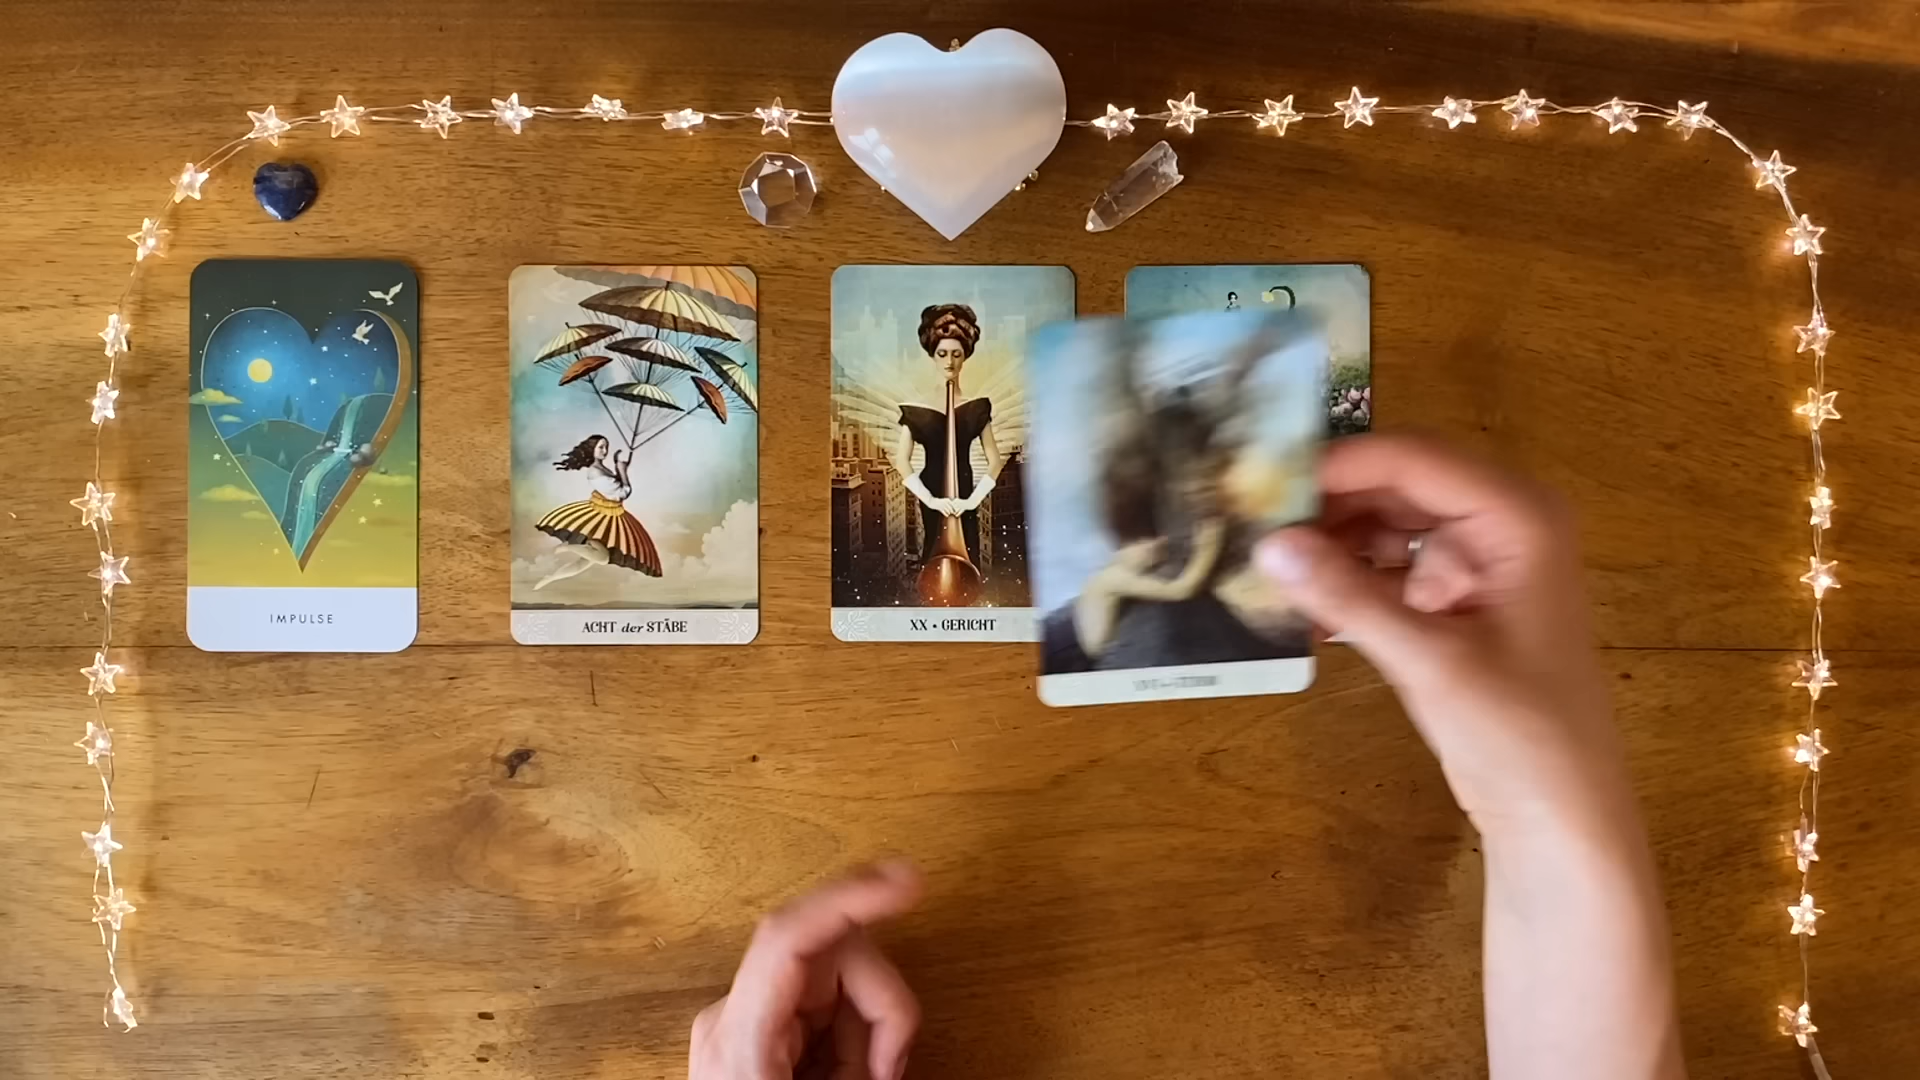 IMPULSE
ACHT der STÄBE
XX • GERICHT